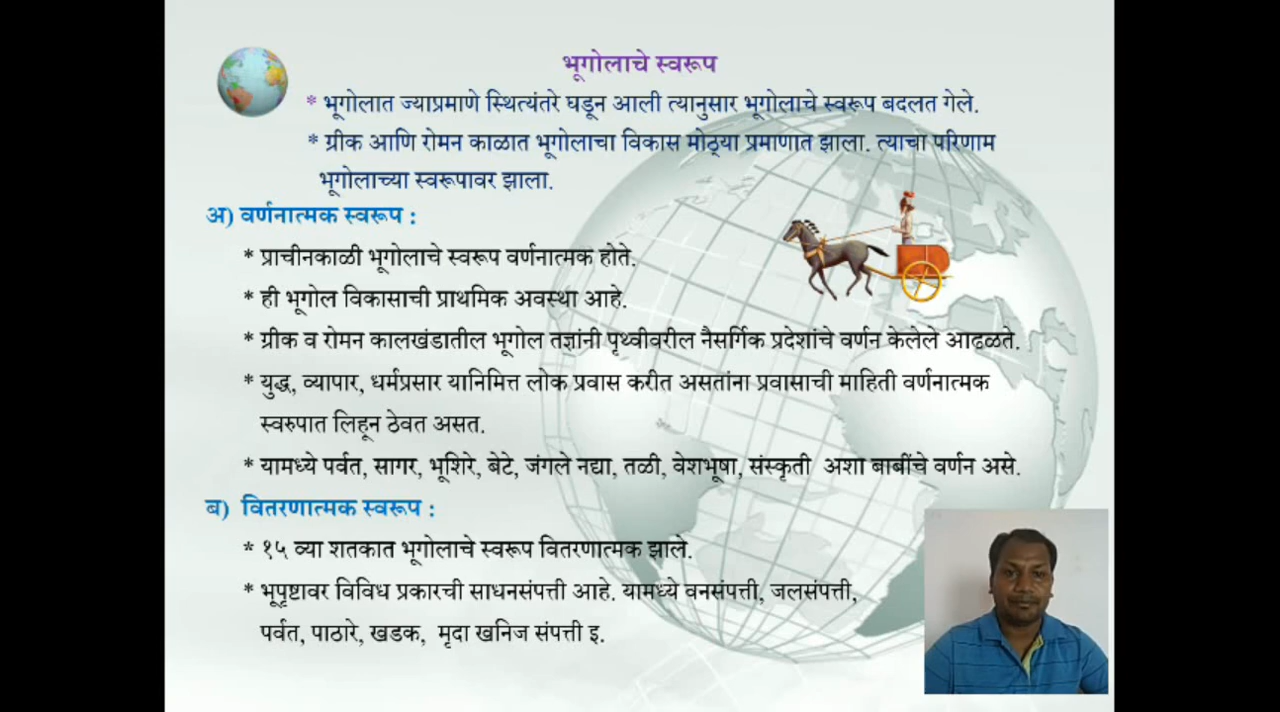 भूगोलाचे स्वरूप
* भूगोलात ज्याप्रमाणे स्थित्यंतरे घडून आली त्यानुसार भूगोलाचे स्वरूप बदलत गेले.
* ग्रीक आणि रोमन काळात भूगोलाचा विकास मोठ्या प्रमाणात झाला. त्याचा परिणाम
भूगोलाच्या स्वरूपावर झाला.
अ) वर्णनात्मक स्वरूप :
* प्राचीनकाळी भूगोलाचे स्वरूप वर्णनात्मक होते.
* ही भूगोल विकासाची प्राथमिक अवस्था आहे.
* ग्रीक व रोमन कालखंडातील भूगोल तज्ञांनी पृथ्वीवरील नैसर्गिक प्रदेशांचे वर्णन केलेले आढळते.
* युद्ध, व्यापार, धर्मप्रसार यानिमित्त लोक प्रवास करीत असतांना प्रवासाची माहिती वर्णनात्मक
स्वरुपात लिहून ठेवत असत.
* यामध्ये पर्वत, सागर, भूशिरे, बेटे, जंगले नद्या, तळी, वेशभूषा, संस्कृती अशा बाबींचे वर्णन असे.
ब) वितरणात्मक स्वरूप :
* १५ व्या शतकात भूगोलाचे स्वरूप वितरणात्मक झाले.
* भूपृष्टावर विविध प्रकारची साधनसंपत्ती आहे. यामध्ये वनसंपत्ती, जलसंपत्ती,
पर्वत, पाठारे, खडक, मृदा खनिज संपत्ती इ.